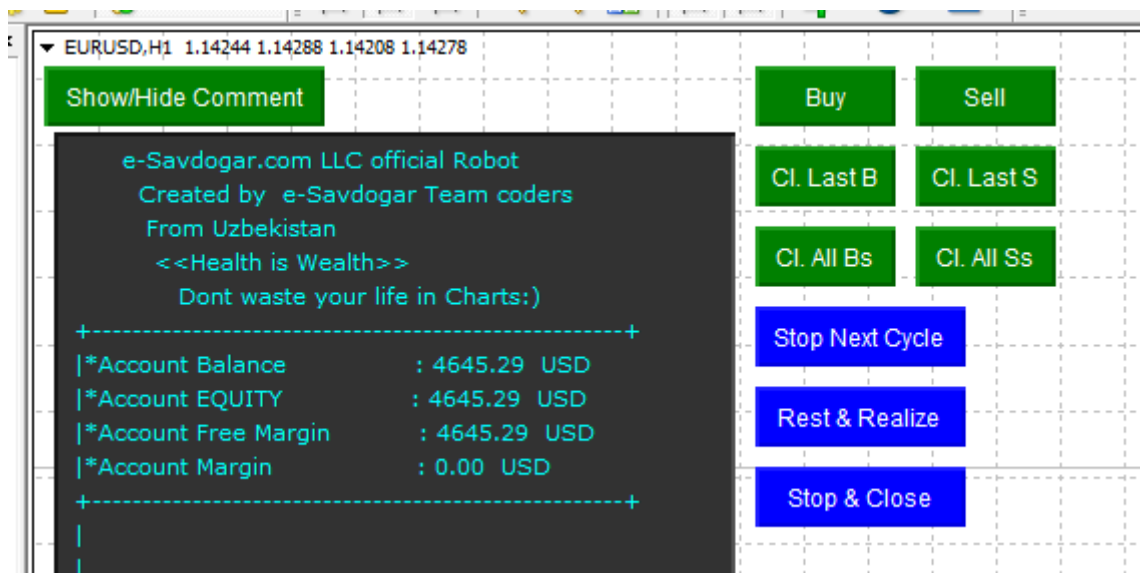 EURUSD,H1 1.14244 1.14288 1.14208 1.14278
Show/Hide Comment
Buy
Sell
e-Savdogar.com LLC official Robot
Created by e-Savdogar Team coders
From Uzbekistan
<<Health is Wealth>>
Dont waste your life in Charts:)
+-----------------------------------------------------+
|*Account Balance : 4645.29 USD
|*Account EQUITY : 4645.29 USD
|*Account Free Margin : 4645.29 USD
|*Account Margin : 0.00 USD
+-----------------------------------------------------+
|
|
Cl. Last B
Cl. Last S
Cl. All Bs
Cl. All Ss
Stop Next Cycle
Rest & Realize
Stop & Close